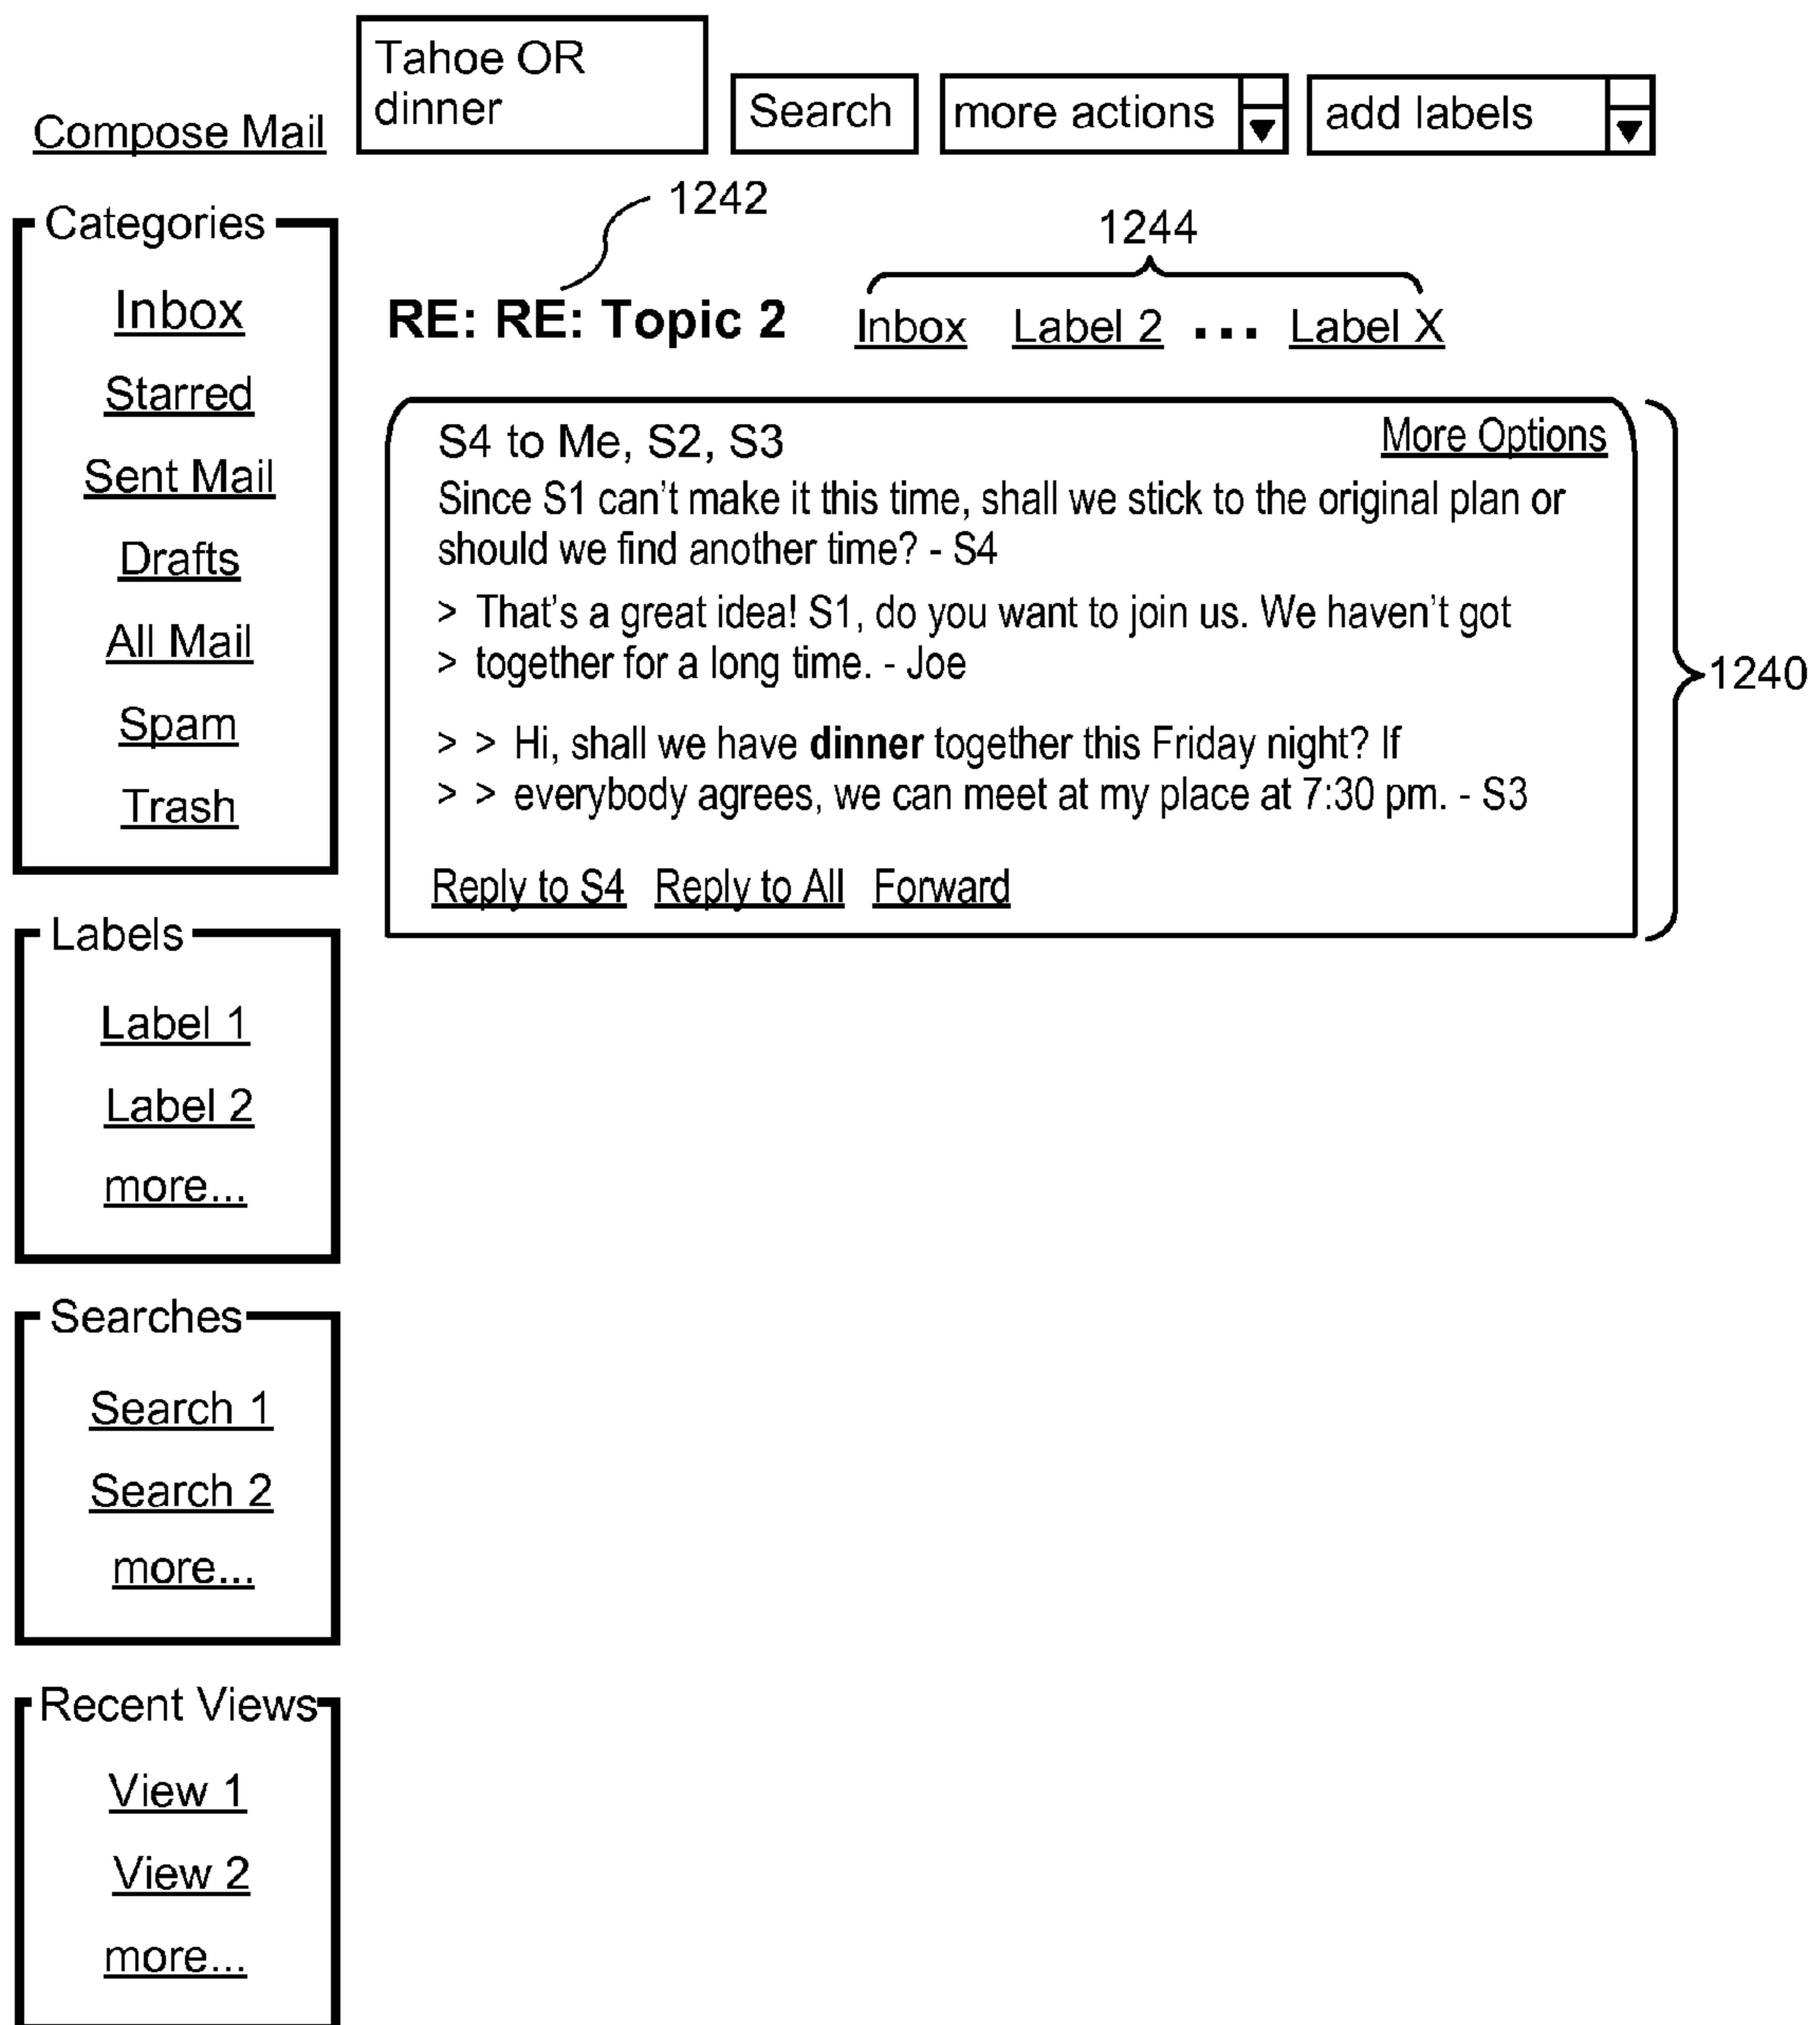 Tahoe OR
dinner
Compose Mail
Search
more actions
add labels
1242
1244
Categories
Inbox
Starred
Sent Mail
Drafts
All Mail
Spam
Trash
RE: RE: Topic 2
Inbox Label 2 ... Label X
S4 to Me, S2, S3
More Options
Since S1 can't make it this time, shall we stick to the original plan or
should we find another time? - S4
> That's a great idea! S1, do you want to join us. We haven't got
> together for a long time. - Joe
> > Hi, shall we have dinner together this Friday night? If
> > everybody agrees, we can meet at my place at 7:30 pm. - S3
Reply to S4 Reply to All Forward
1240
Labels
Label 1
Label 2
more...
Searches
Search 1
Search 2
more...
Recent Views
View 1
View 2
more...